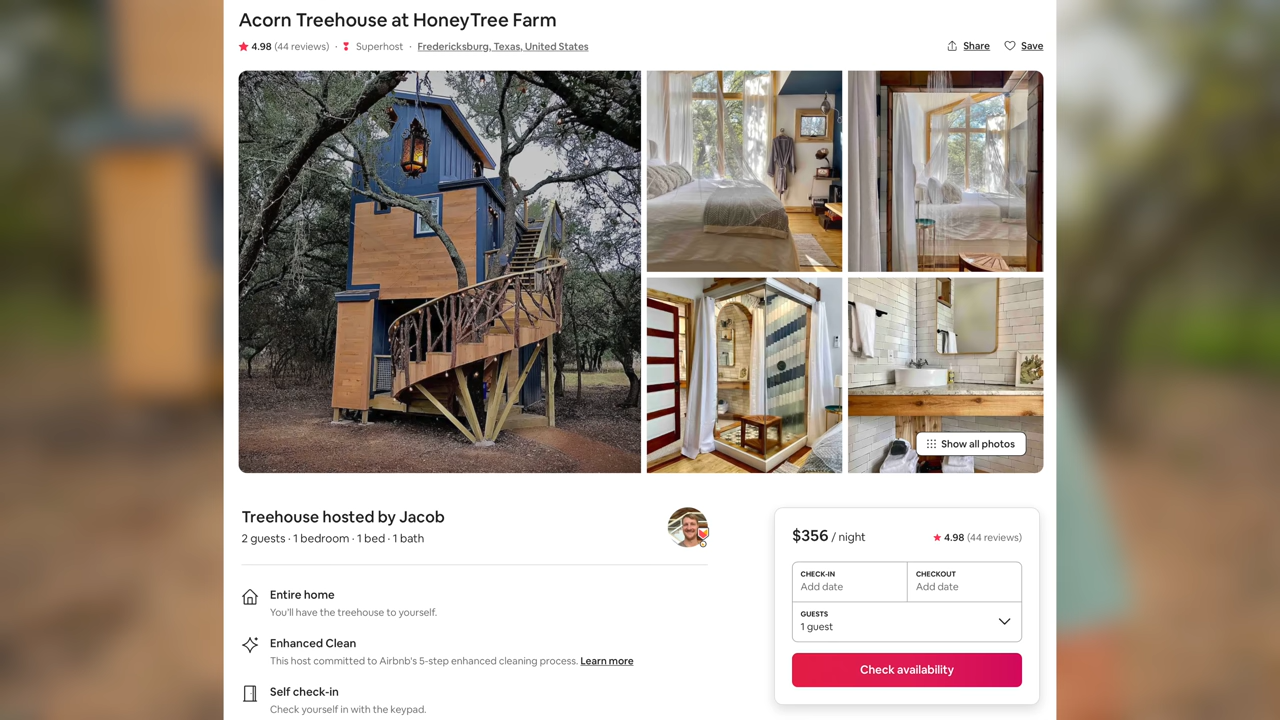 Acorn Treehouse at HoneyTree Farm
4.98 (44 reviews) · Superhost · Fredericksburg, Texas, United States
Share Save
Show all photos
Treehouse hosted by Jacob
2 guests · 1 bedroom · 1 bed · 1 bath
Entire home
You'll have the treehouse to yourself.
Enhanced Clean
This host committed to Airbnb's 5-step enhanced cleaning process. Learn more
Self check-in
Check yourself in with the keypad.
$356 / night
4.98 (44 reviews)
CHECK-IN
Add date
CHECKOUT
Add date
GUESTS
1 guest
Check availability